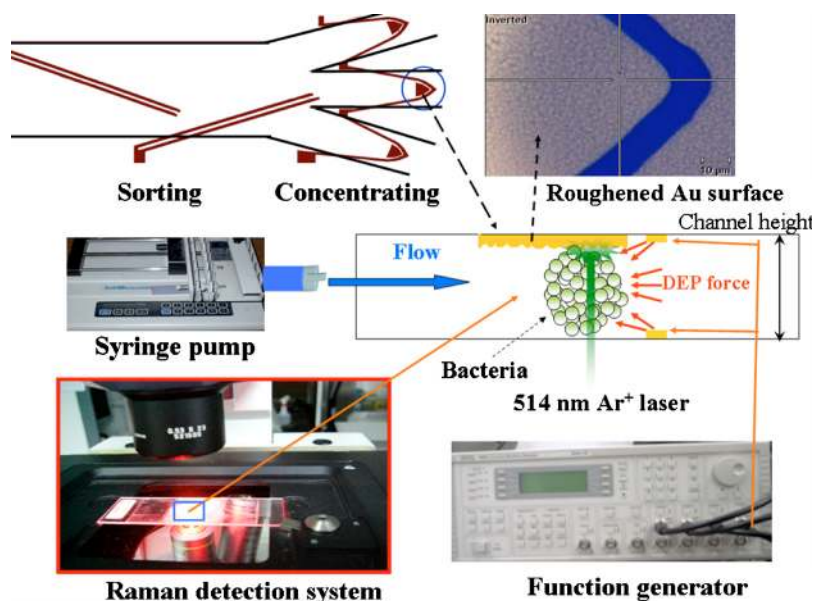 Inverted
10 µm
Sorting
Concentrating
Roughened Au surface
Channel height
Flow
DEP force
Syringe pump
Bacteria
514 nm Ar⁺ laser
Raman detection system
Function generator